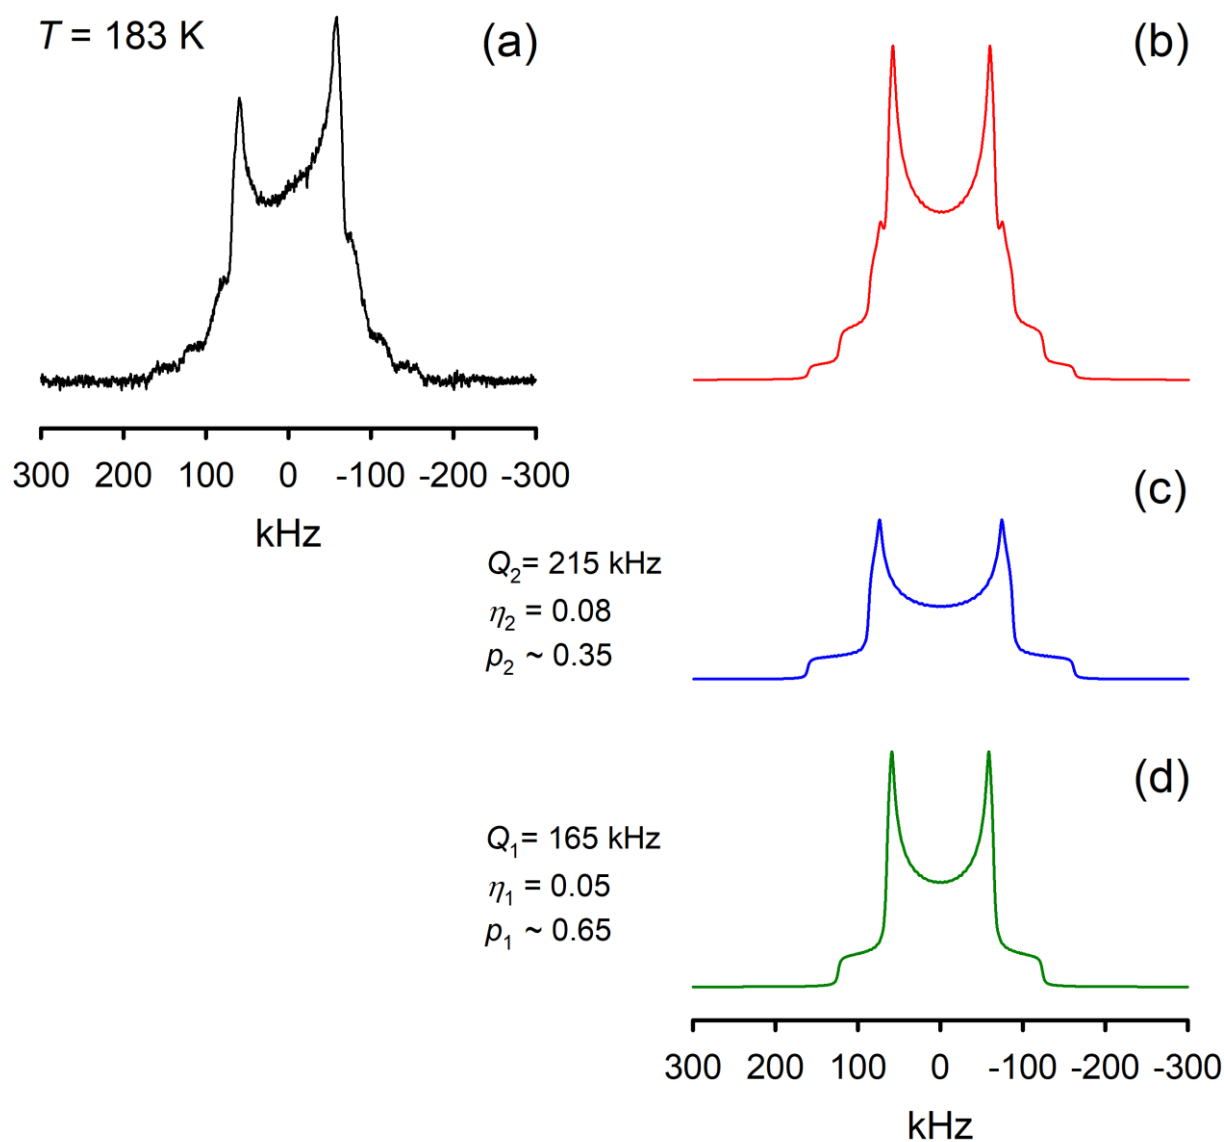 T = 183 K
(a)
(b)
300 200 100 0 -100 -200 -300
kHz
(c)
Q₂= 215 kHz
η₂ = 0.08
p₂ ~ 0.35
(d)
Q₁= 165 kHz
η₁ = 0.05
p₁ ~ 0.65
300 200 100 0 -100 -200 -300
kHz